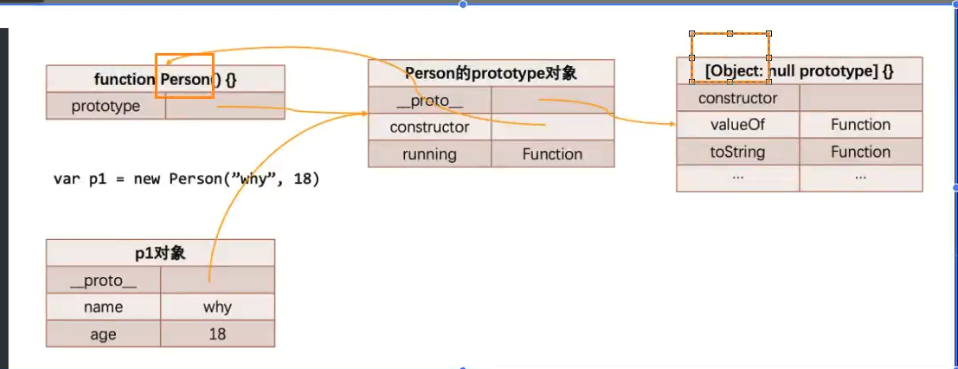 function Person() {}
prototype
var p1 = new Person(”why”, 18)
p1对象
__proto__
name why
age 18
Person的prototype对象
__proto__
constructor
running Function
[Object: null prototype] {}
constructor
valueOf Function
toString Function
... ...